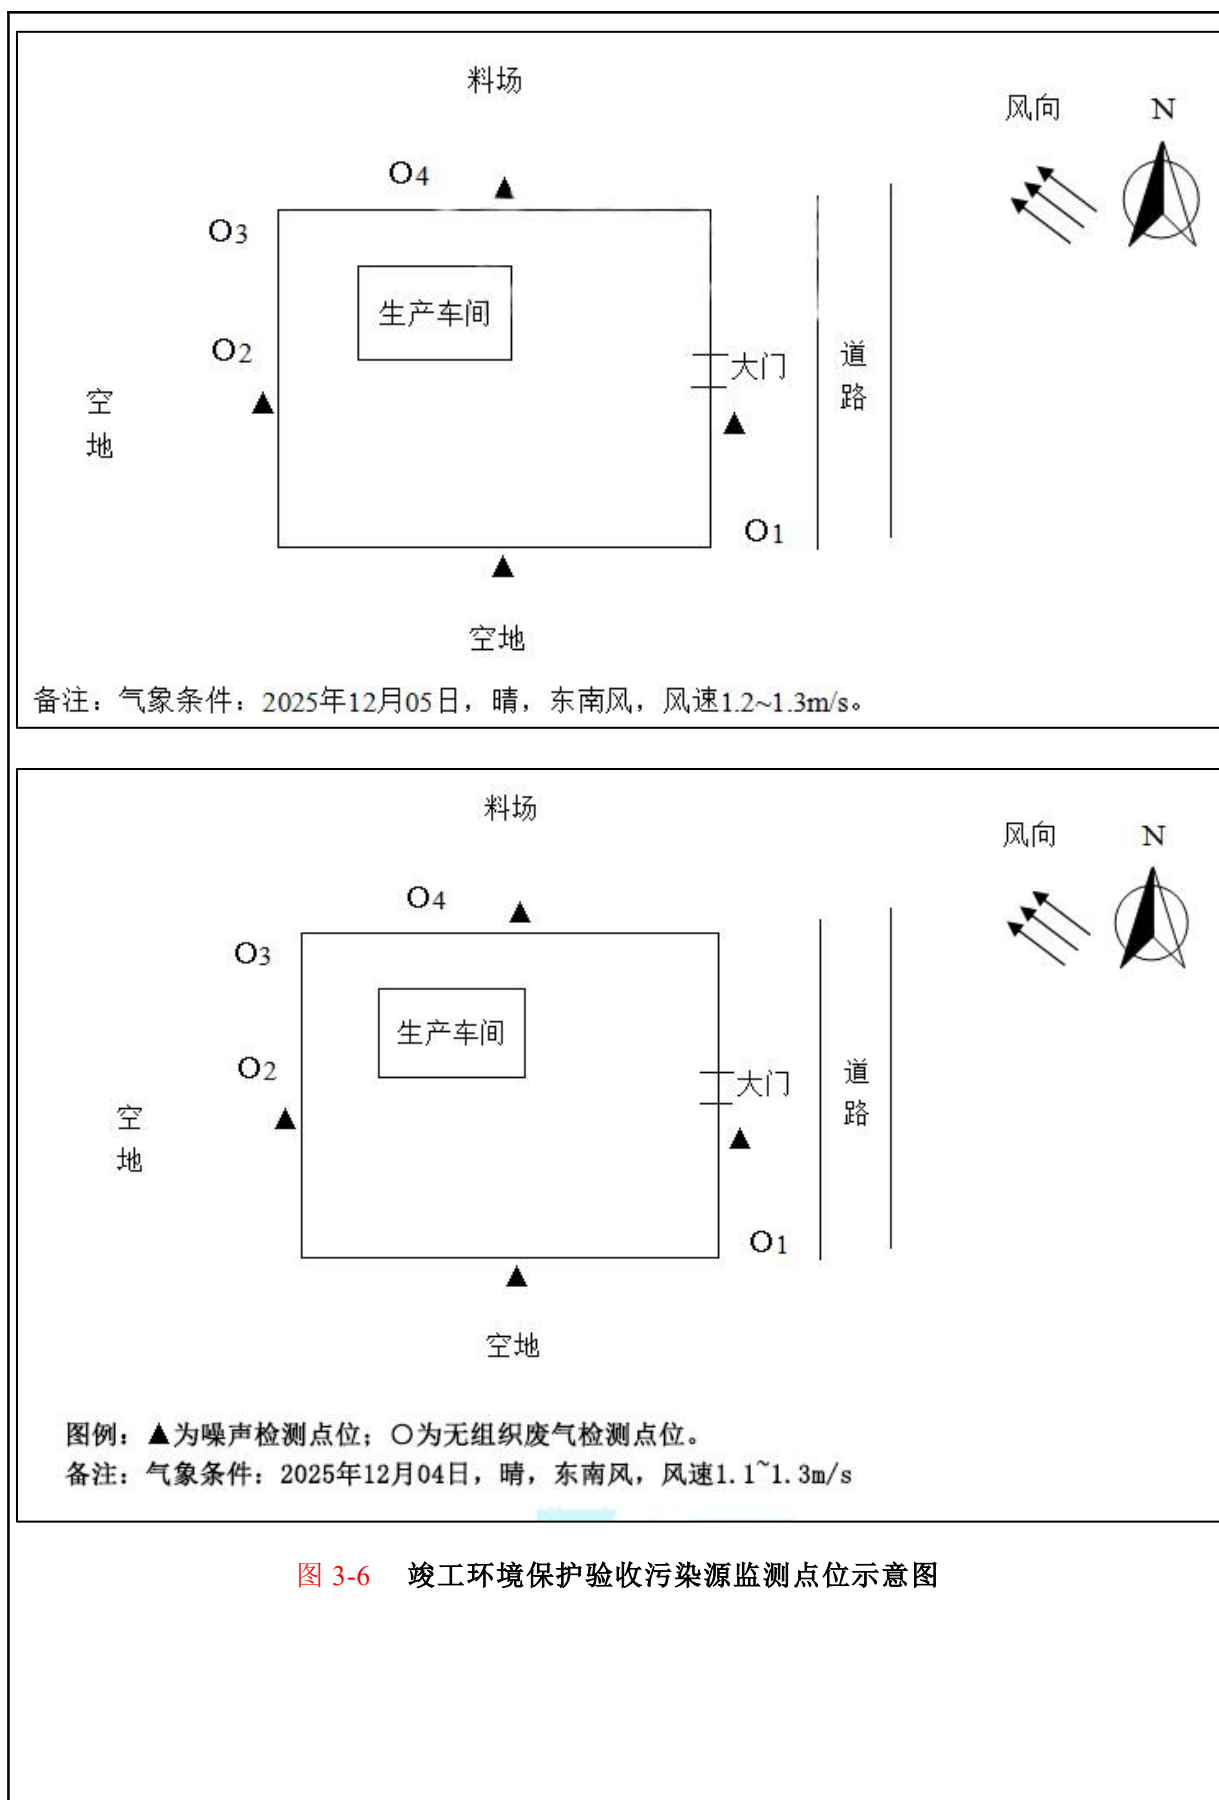 料场
风向
N
O4
O3
生产车间
O2
大门
道路
空地
O1
空地
备注：气象条件：2025年12月05日，晴，东南风，风速1.2~1.3m/s。
料场
风向
N
O4
O3
生产车间
O2
大门
道路
空地
O1
空地
图例：▲为噪声检测点位；○为无组织废气检测点位。
备注：气象条件：2025年12月04日，晴，东南风，风速1.1~1.3m/s
图 3-6 竣工环境保护验收污染源监测点位示意图